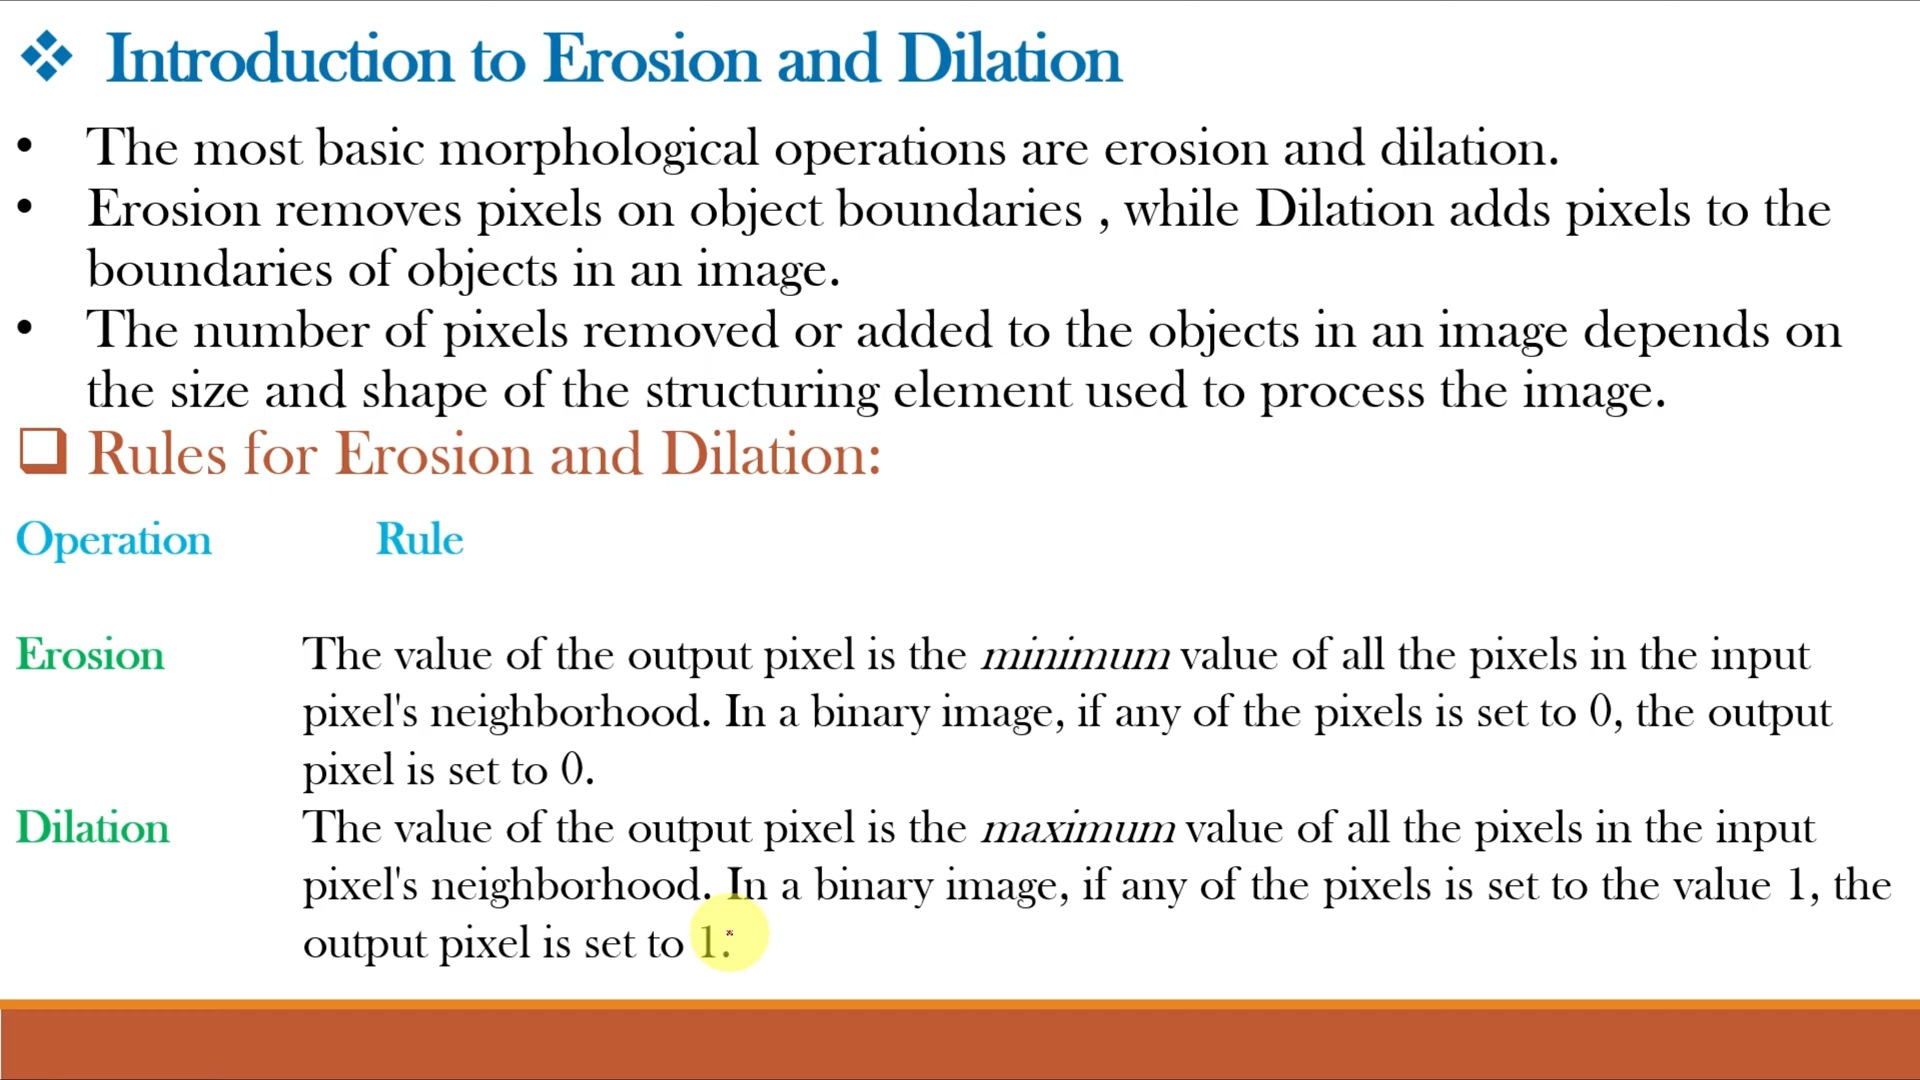 Introduction to Erosion and Dilation
• The most basic morphological operations are erosion and dilation.
• Erosion removes pixels on object boundaries , while Dilation adds pixels to the
boundaries of objects in an image.
• The number of pixels removed or added to the objects in an image depends on
the size and shape of the structuring element used to process the image.
Rules for Erosion and Dilation:
Operation Rule
Erosion The value of the output pixel is the minimum value of all the pixels in the input
pixel's neighborhood. In a binary image, if any of the pixels is set to 0, the output
pixel is set to 0.
Dilation The value of the output pixel is the maximum value of all the pixels in the input
pixel's neighborhood. In a binary image, if any of the pixels is set to the value 1, the
output pixel is set to 1.